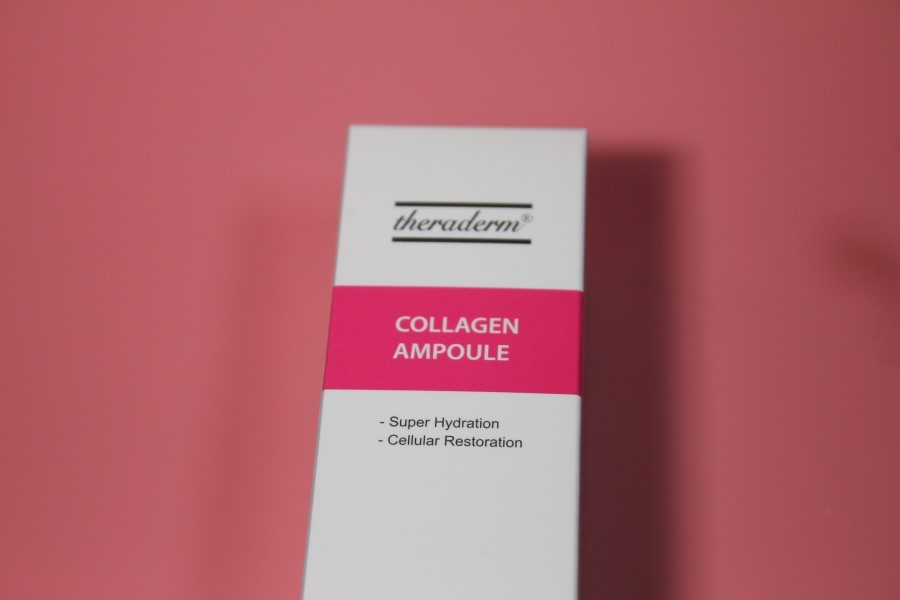 theraderm®
COLLAGEN
AMPOULE
- Super Hydration
- Cellular Restoration